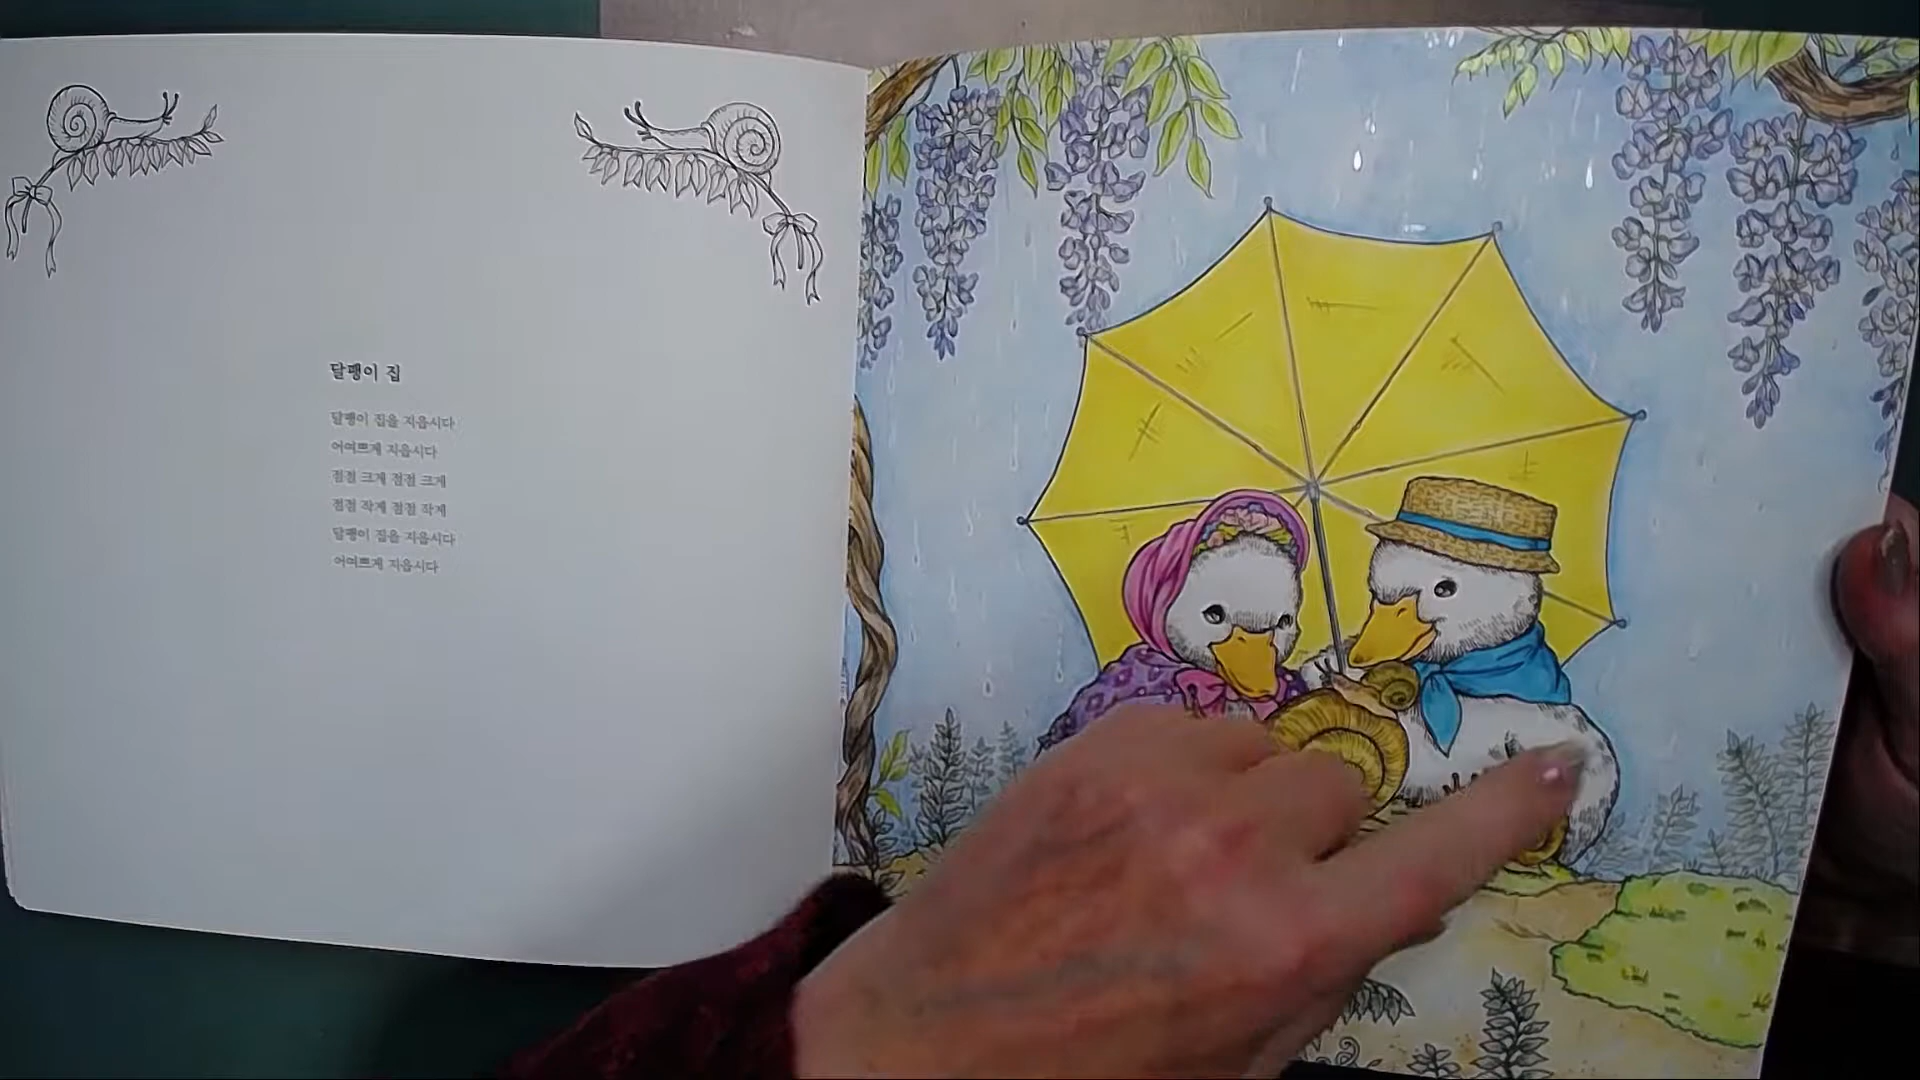 달팽이 집
달팽이 집을 지읍시다
어여쁘게 지읍시다
점점 크게 점점 크게
점점 작게 점점 작게
달팽이 집을 지읍시다
어여쁘게 지읍시다